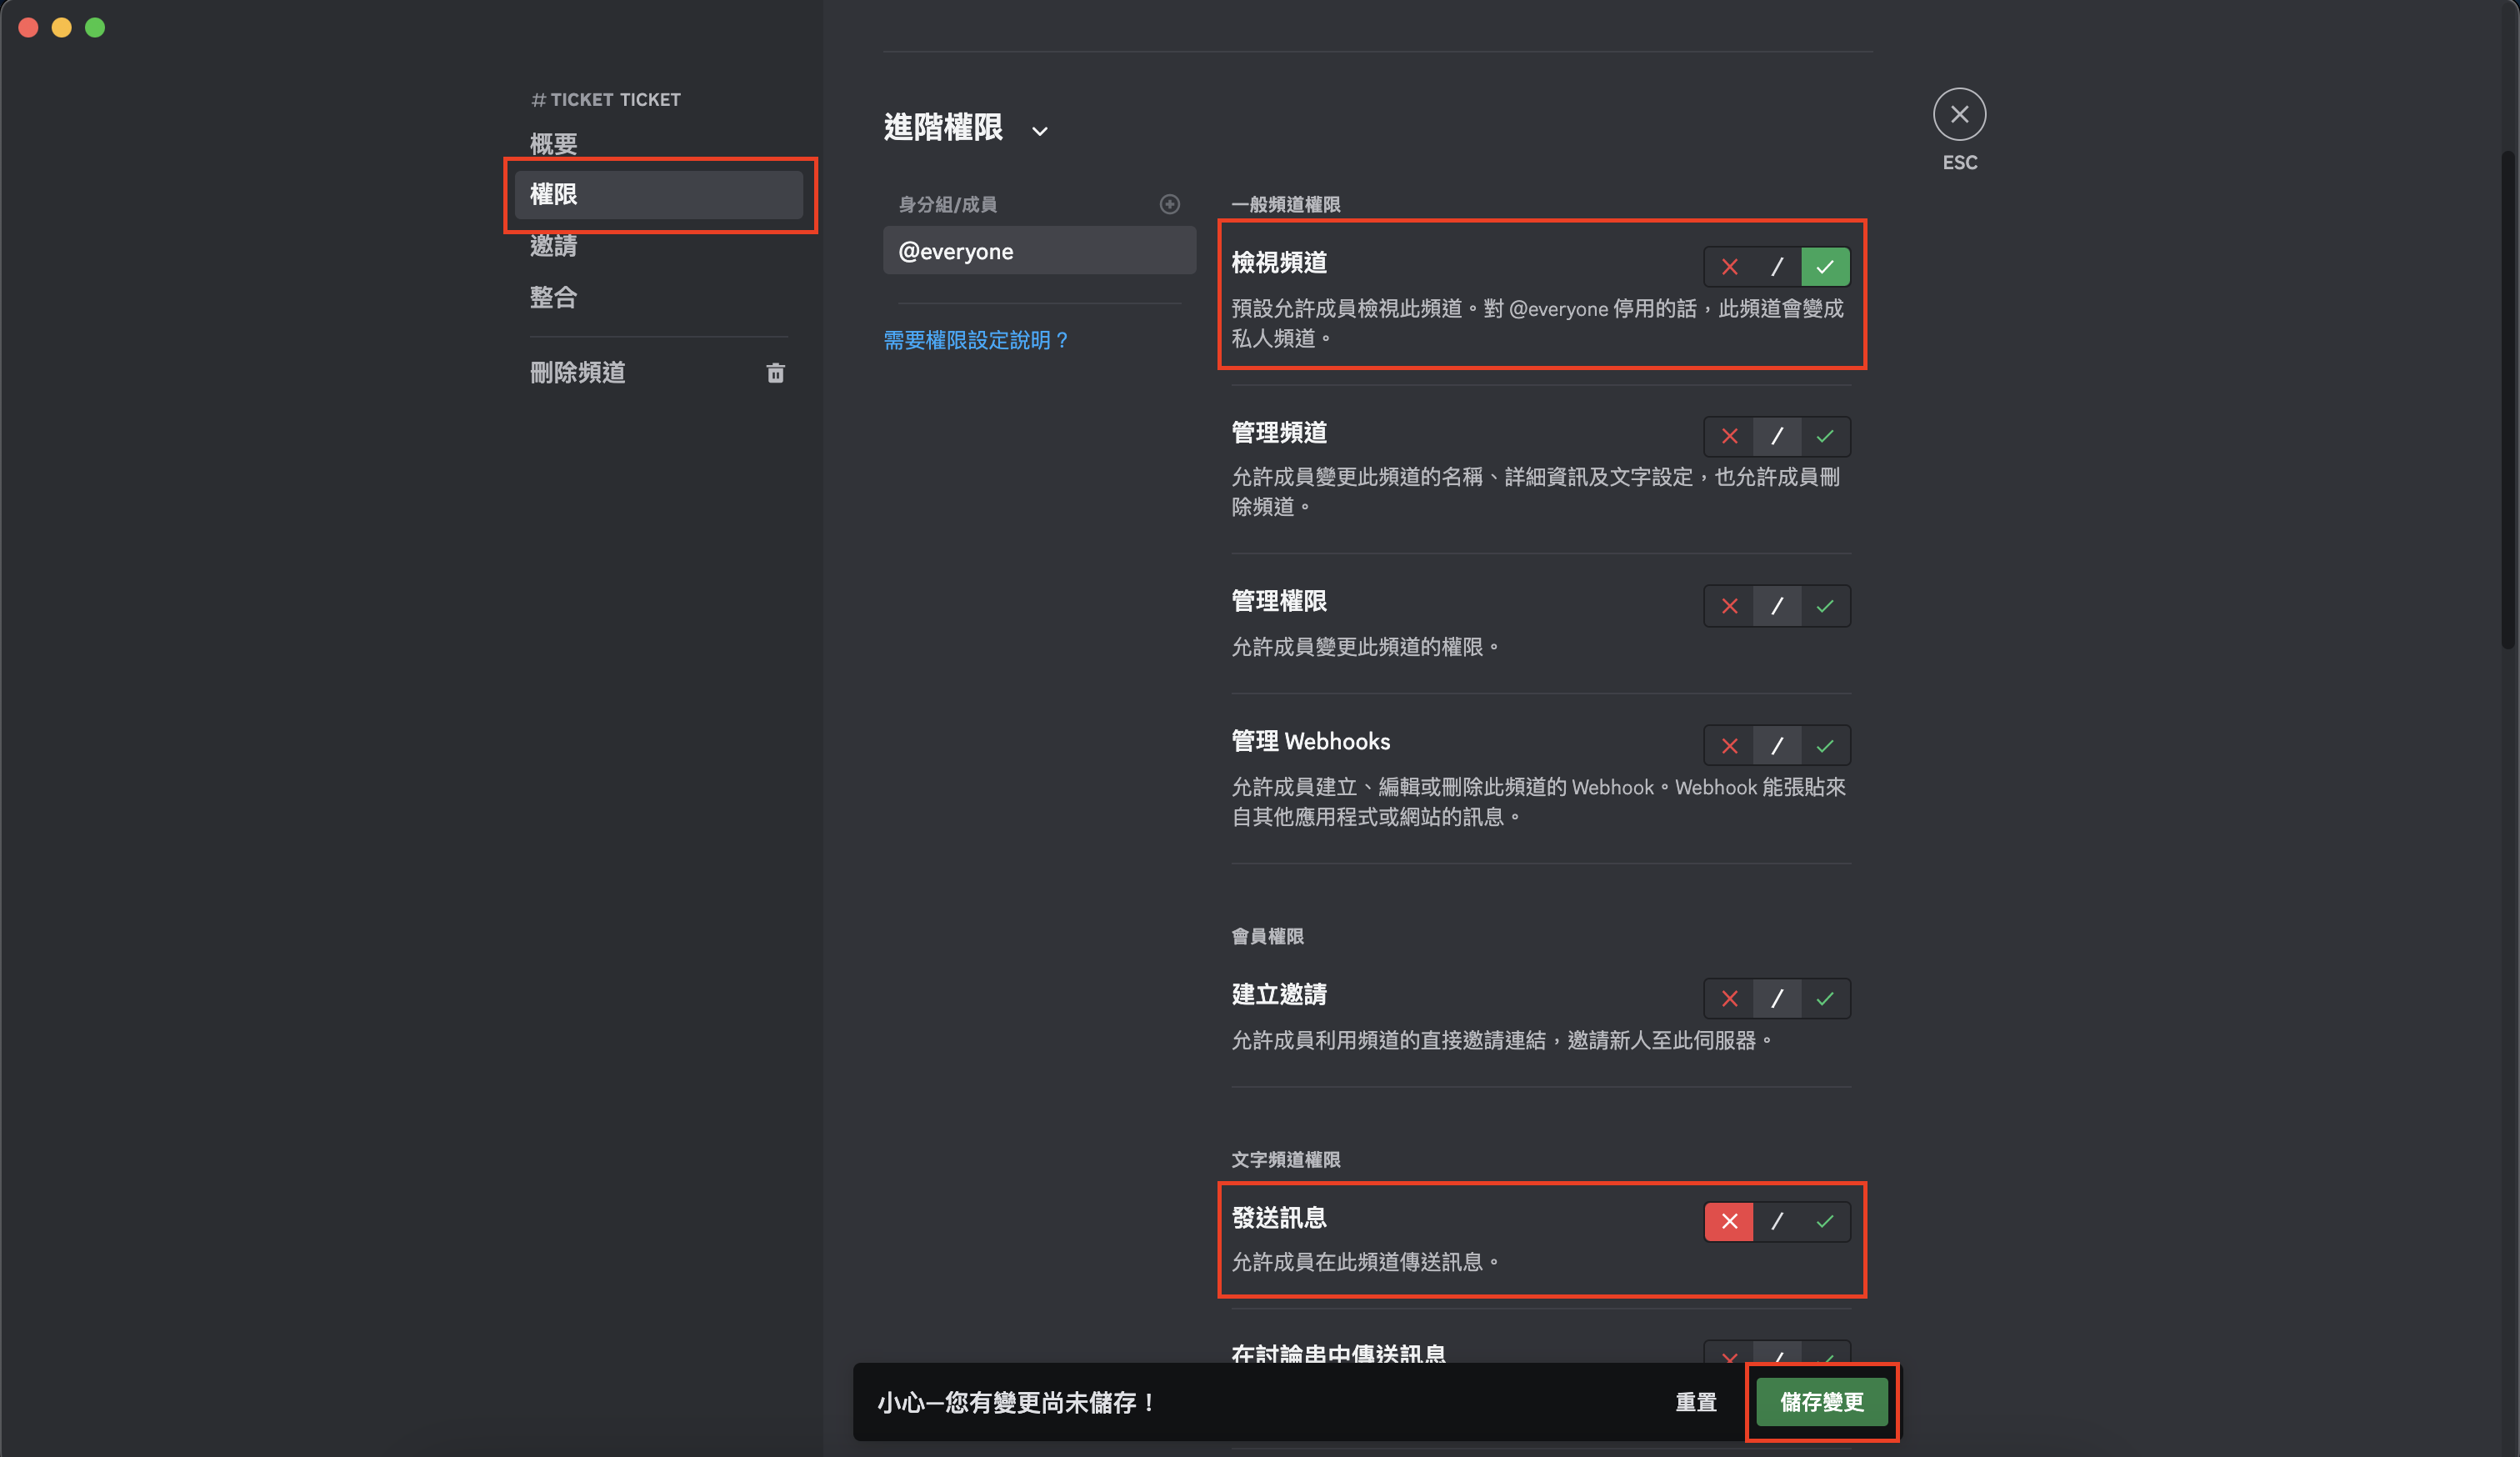 TICKET TICKET
概要
權限
邀請
整合
刪除頻道
進階權限
身分組/成員
@everyone
需要權限設定說明？
一般頻道權限
檢視頻道
預設允許成員檢視此頻道。對 @everyone 停用的話，此頻道會變成
私人頻道。
管理頻道
允許成員變更此頻道的名稱、詳細資訊及文字設定，也允許成員刪
除頻道。
管理權限
允許成員變更此頻道的權限。
管理 Webhooks
允許成員建立、編輯或刪除此頻道的 Webhook。Webhook 能張貼來
自其他應用程式或網站的訊息。
會員權限
建立邀請
允許成員利用頻道的直接邀請連結，邀請新人至此伺服器。
文字頻道權限
發送訊息
允許成員在此頻道傳送訊息。
在討論串中傳送訊息
小心—您有變更尚未儲存！
重置
儲存變更
ESC